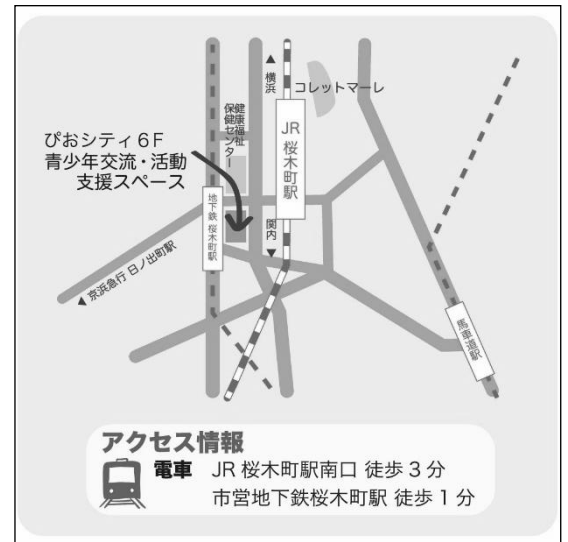 ▲
横浜
コレットマーレ
健康福祉
保健センター
JR
桜木町駅
ぴおシティ6F
青少年交流・活動
支援スペース
地下鉄 桜木町駅
関内
▼
▲ 京浜急行 日ノ出町駅
馬車道駅
アクセス情報
電車 JR 桜木町駅南口 徒歩 3 分
市営地下鉄桜木町駅 徒歩 1 分